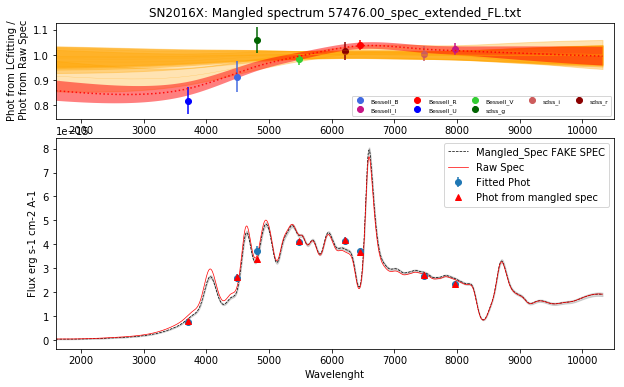 SN2016X: Mangled spectrum 57476.00_spec_extended_FL.txt
Phot from LCfitting /
Phot from Raw Spec
1.1
1.0
0.9
0.8
Bessell_B
Bessell_I
Bessell_R
Bessell_U
Bessell_V
sdss_g
sdss_i
sdss_r
2000 3000 4000 5000 6000 7000 8000 9000 10000
Flux erg s-1 cm-2 A-1
8
7
6
5
4
3
2
1
0
Mangled_Spec FAKE SPEC
Raw Spec
Fitted Phot
Phot from mangled spec
2000 3000 4000 5000 6000 7000 8000 9000 10000
Wavelenght